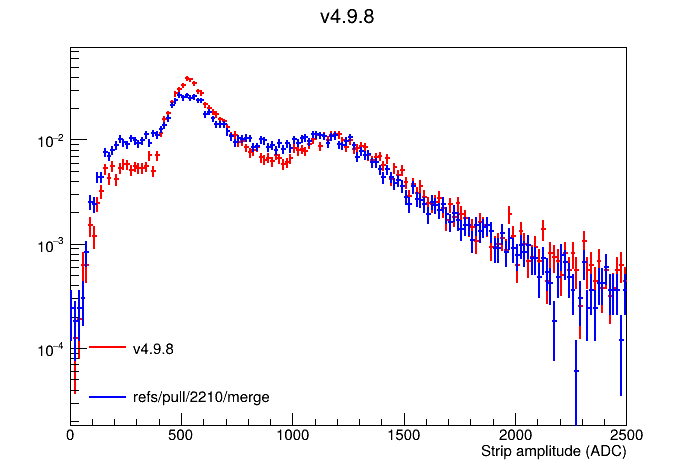 v4.9.8
10⁻²
10⁻³
10⁻⁴
v4.9.8
refs/pull/2210/merge
0 500 1000 1500 2000 2500
Strip amplitude (ADC)